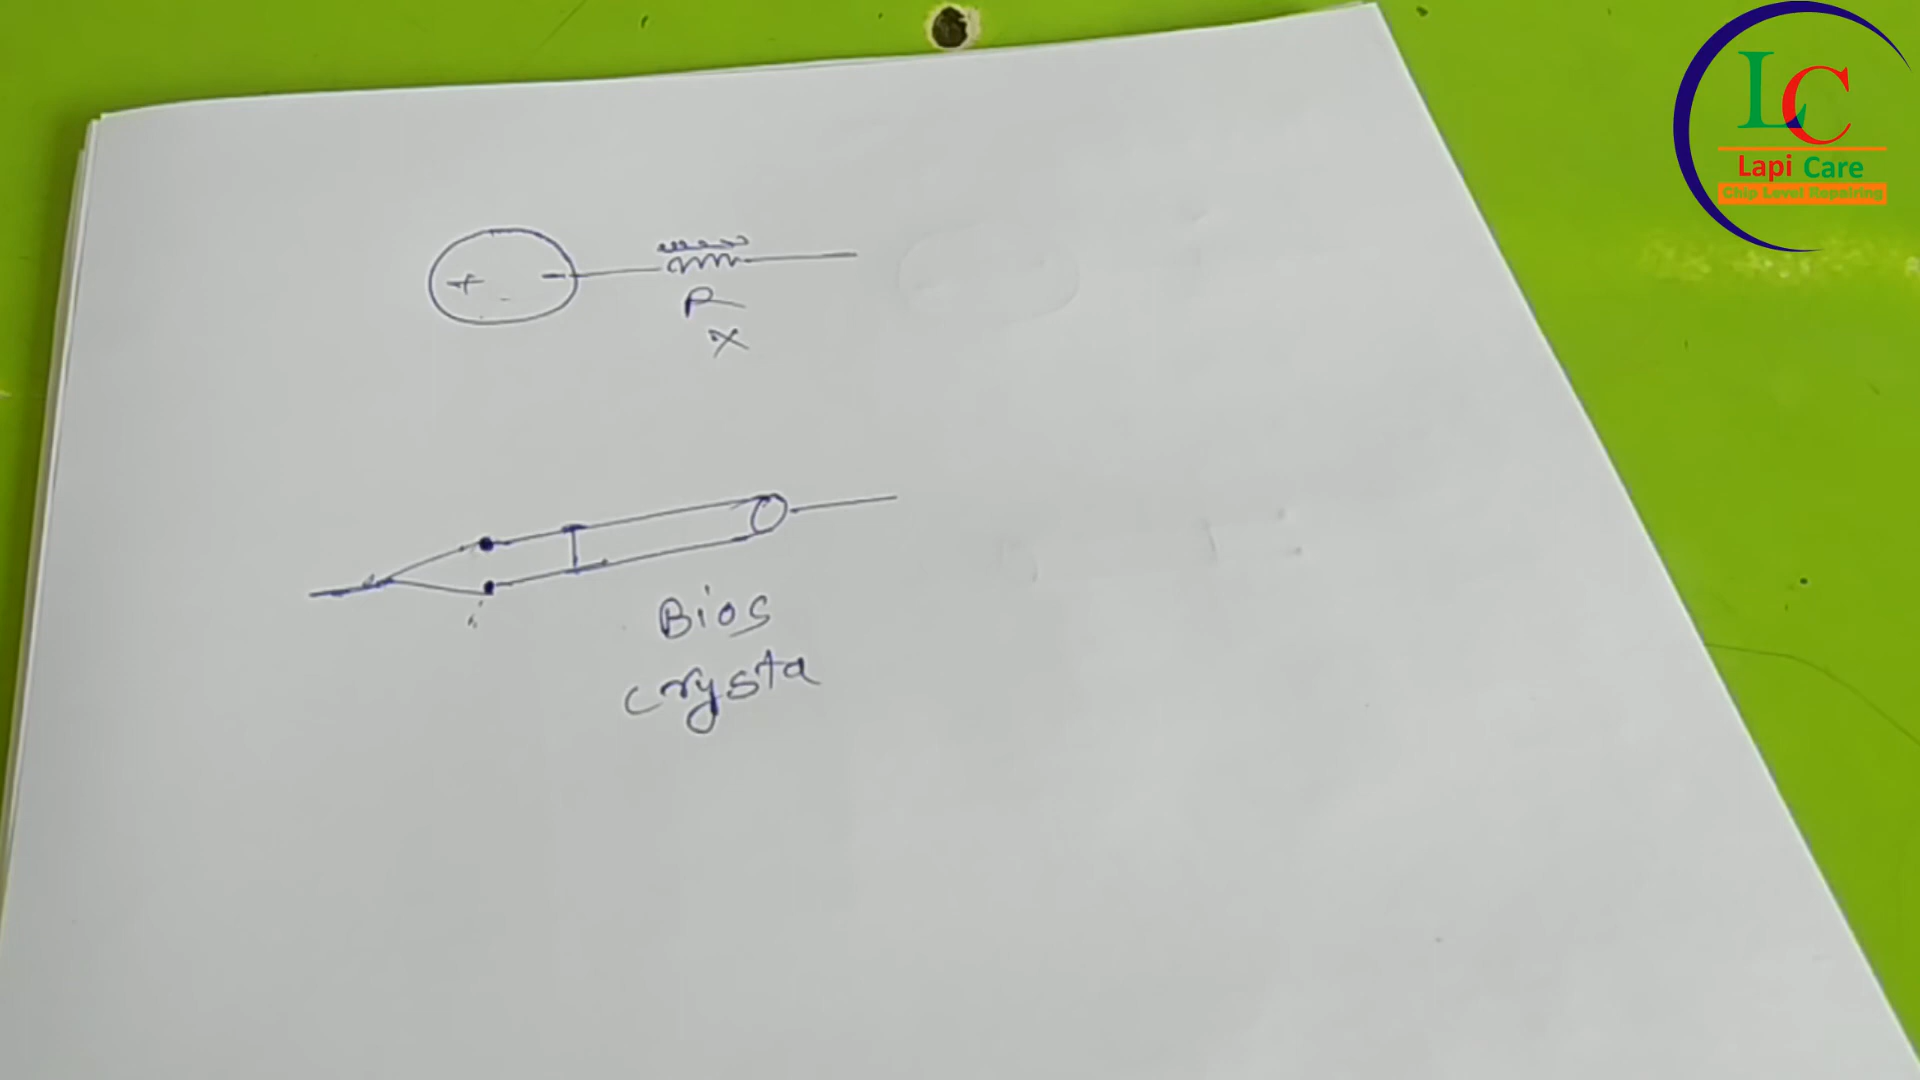 LC
Lapi Care
Chip Level Repairing
+ -
R
X
Bios
crysta